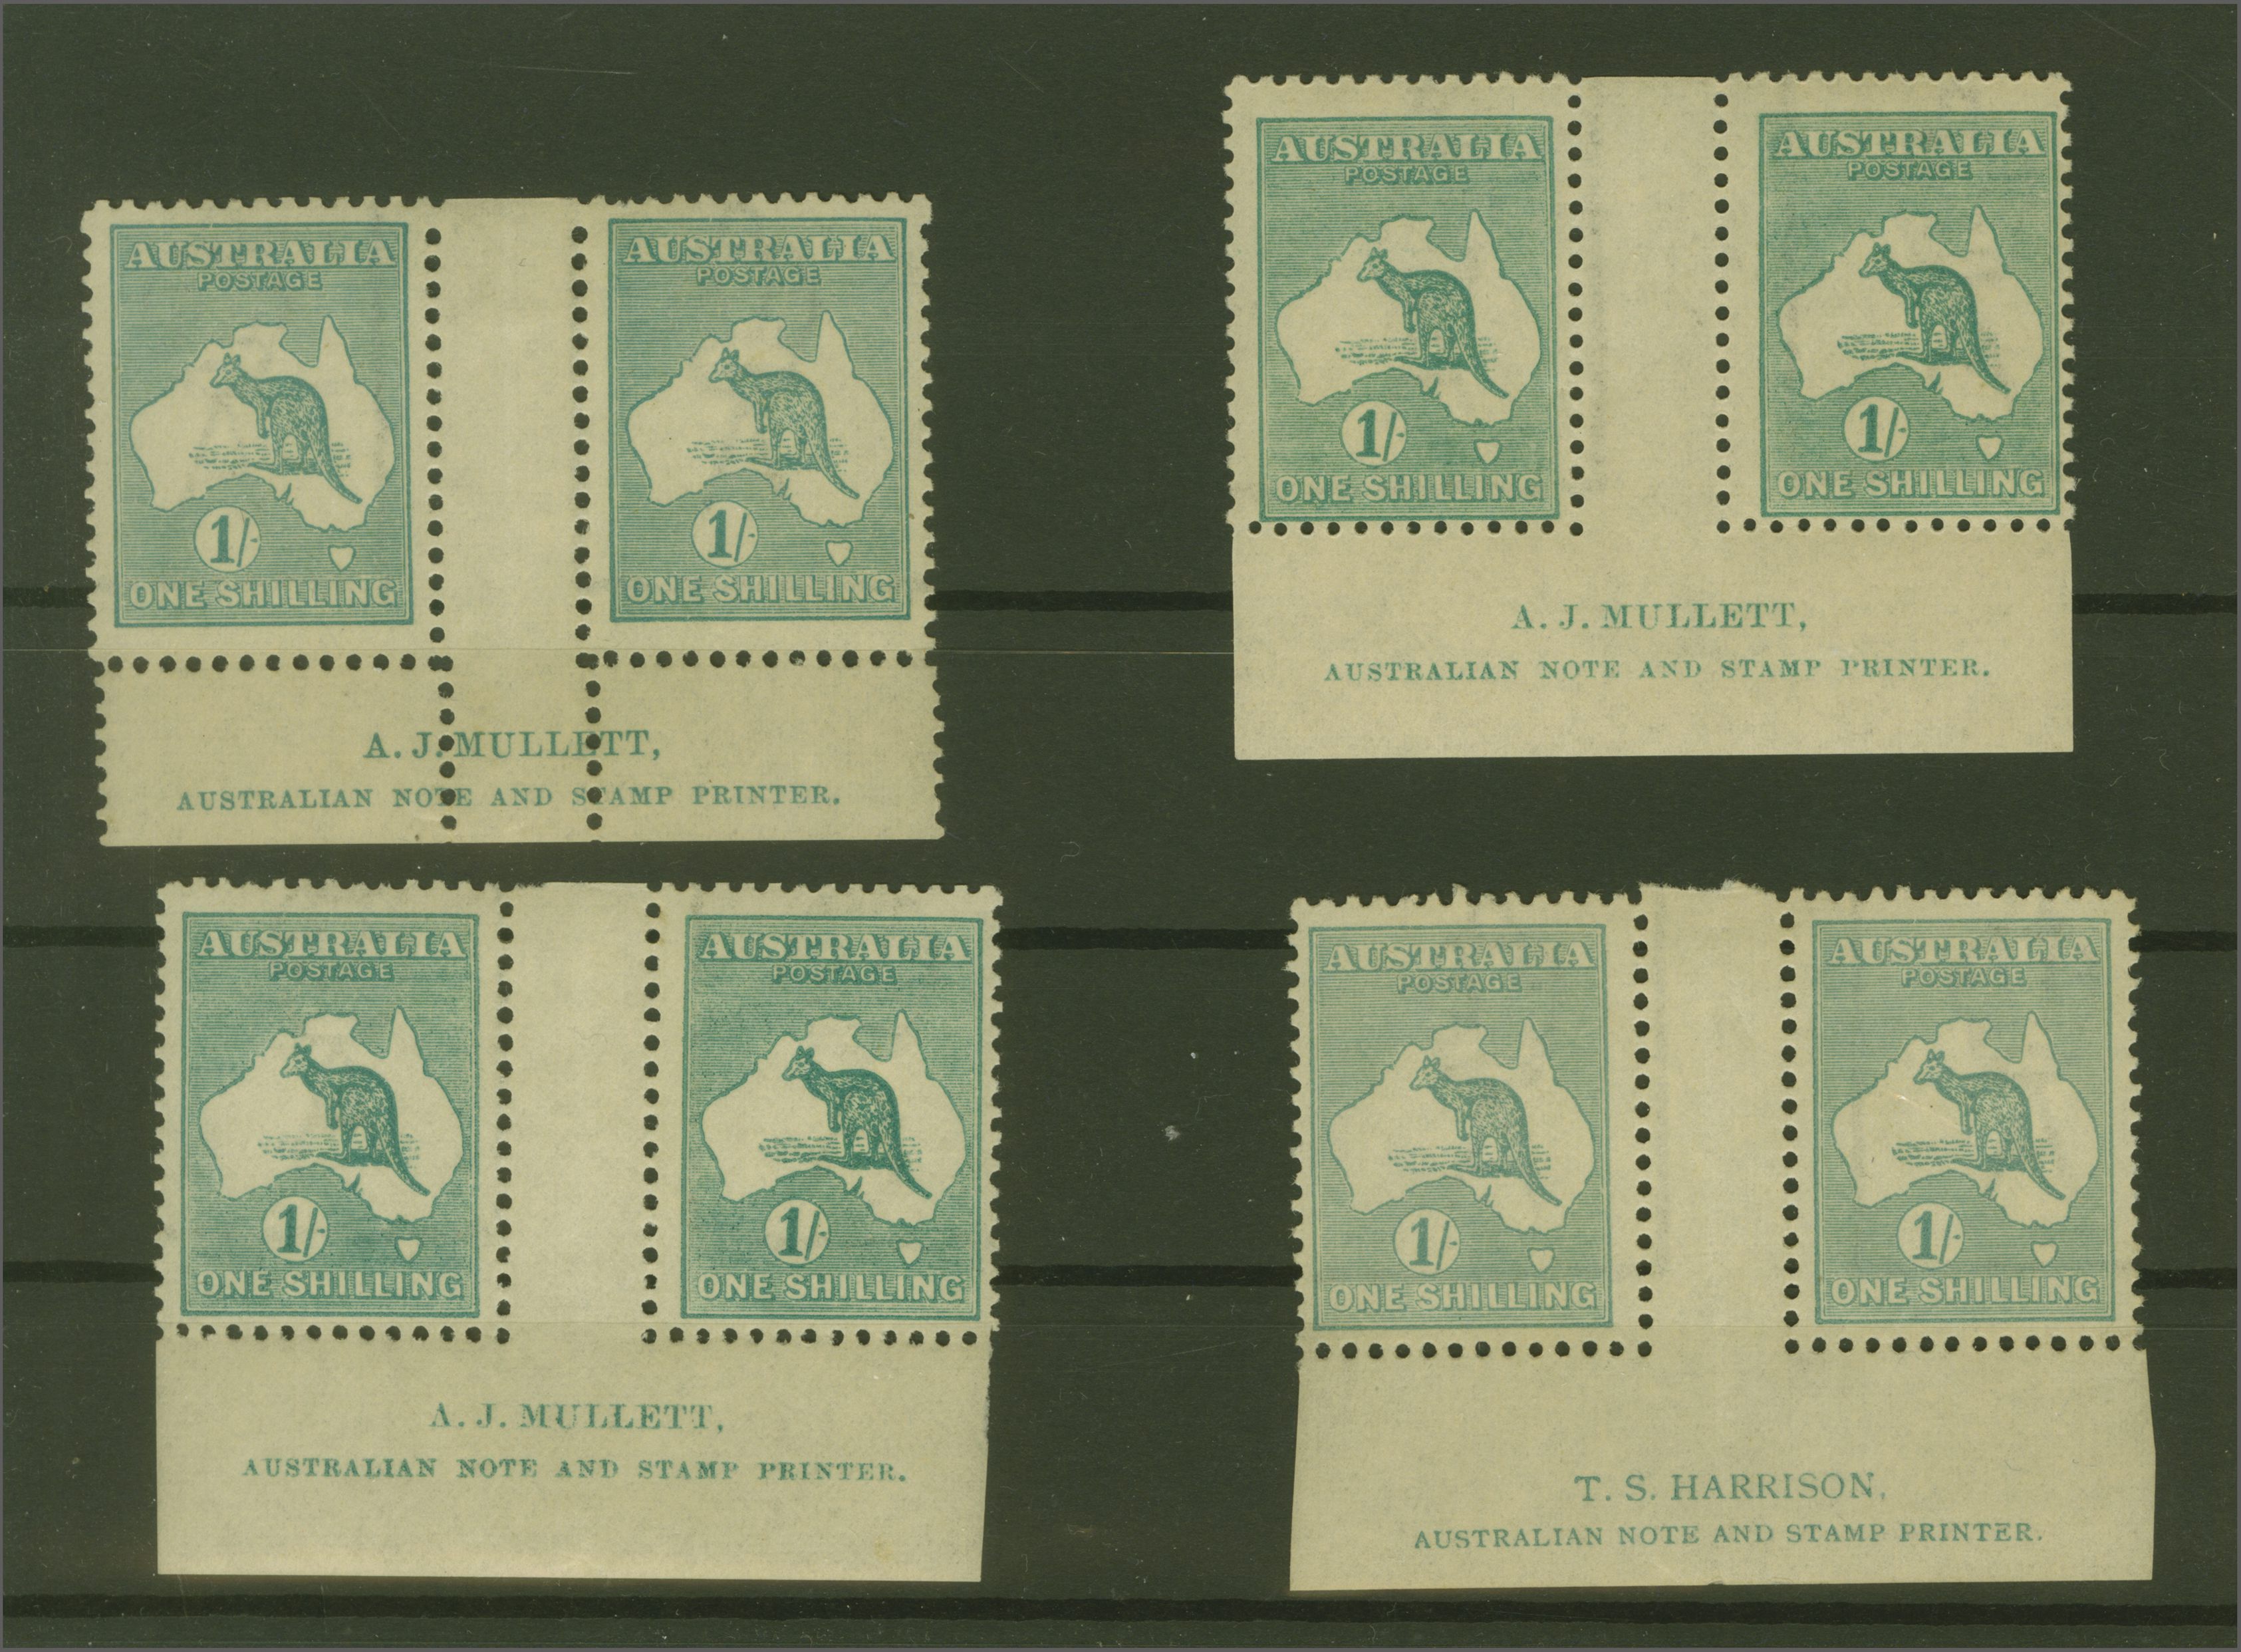 AUSTRALIA
POSTAGE
1/-
ONE SHILLING
AUSTRALIA
POSTAGE
1/-
ONE SHILLING
A. J. MULLETT,
AUSTRALIAN NOTE AND STAMP PRINTER.
AUSTRALIA
POSTAGE
1/-
ONE SHILLING
AUSTRALIA
POSTAGE
1/-
ONE SHILLING
A. J. MULLETT,
AUSTRALIAN NOTE AND STAMP PRINTER.
AUSTRALIA
POSTAGE
1/-
ONE SHILLING
AUSTRALIA
POSTAGE
1/-
ONE SHILLING
A. J. MULLETT,
AUSTRALIAN NOTE AND STAMP PRINTER.
AUSTRALIA
POSTAGE
1/-
ONE SHILLING
AUSTRALIA
POSTAGE
1/-
ONE SHILLING
T. S. HARRISON,
AUSTRALIAN NOTE AND STAMP PRINTER.